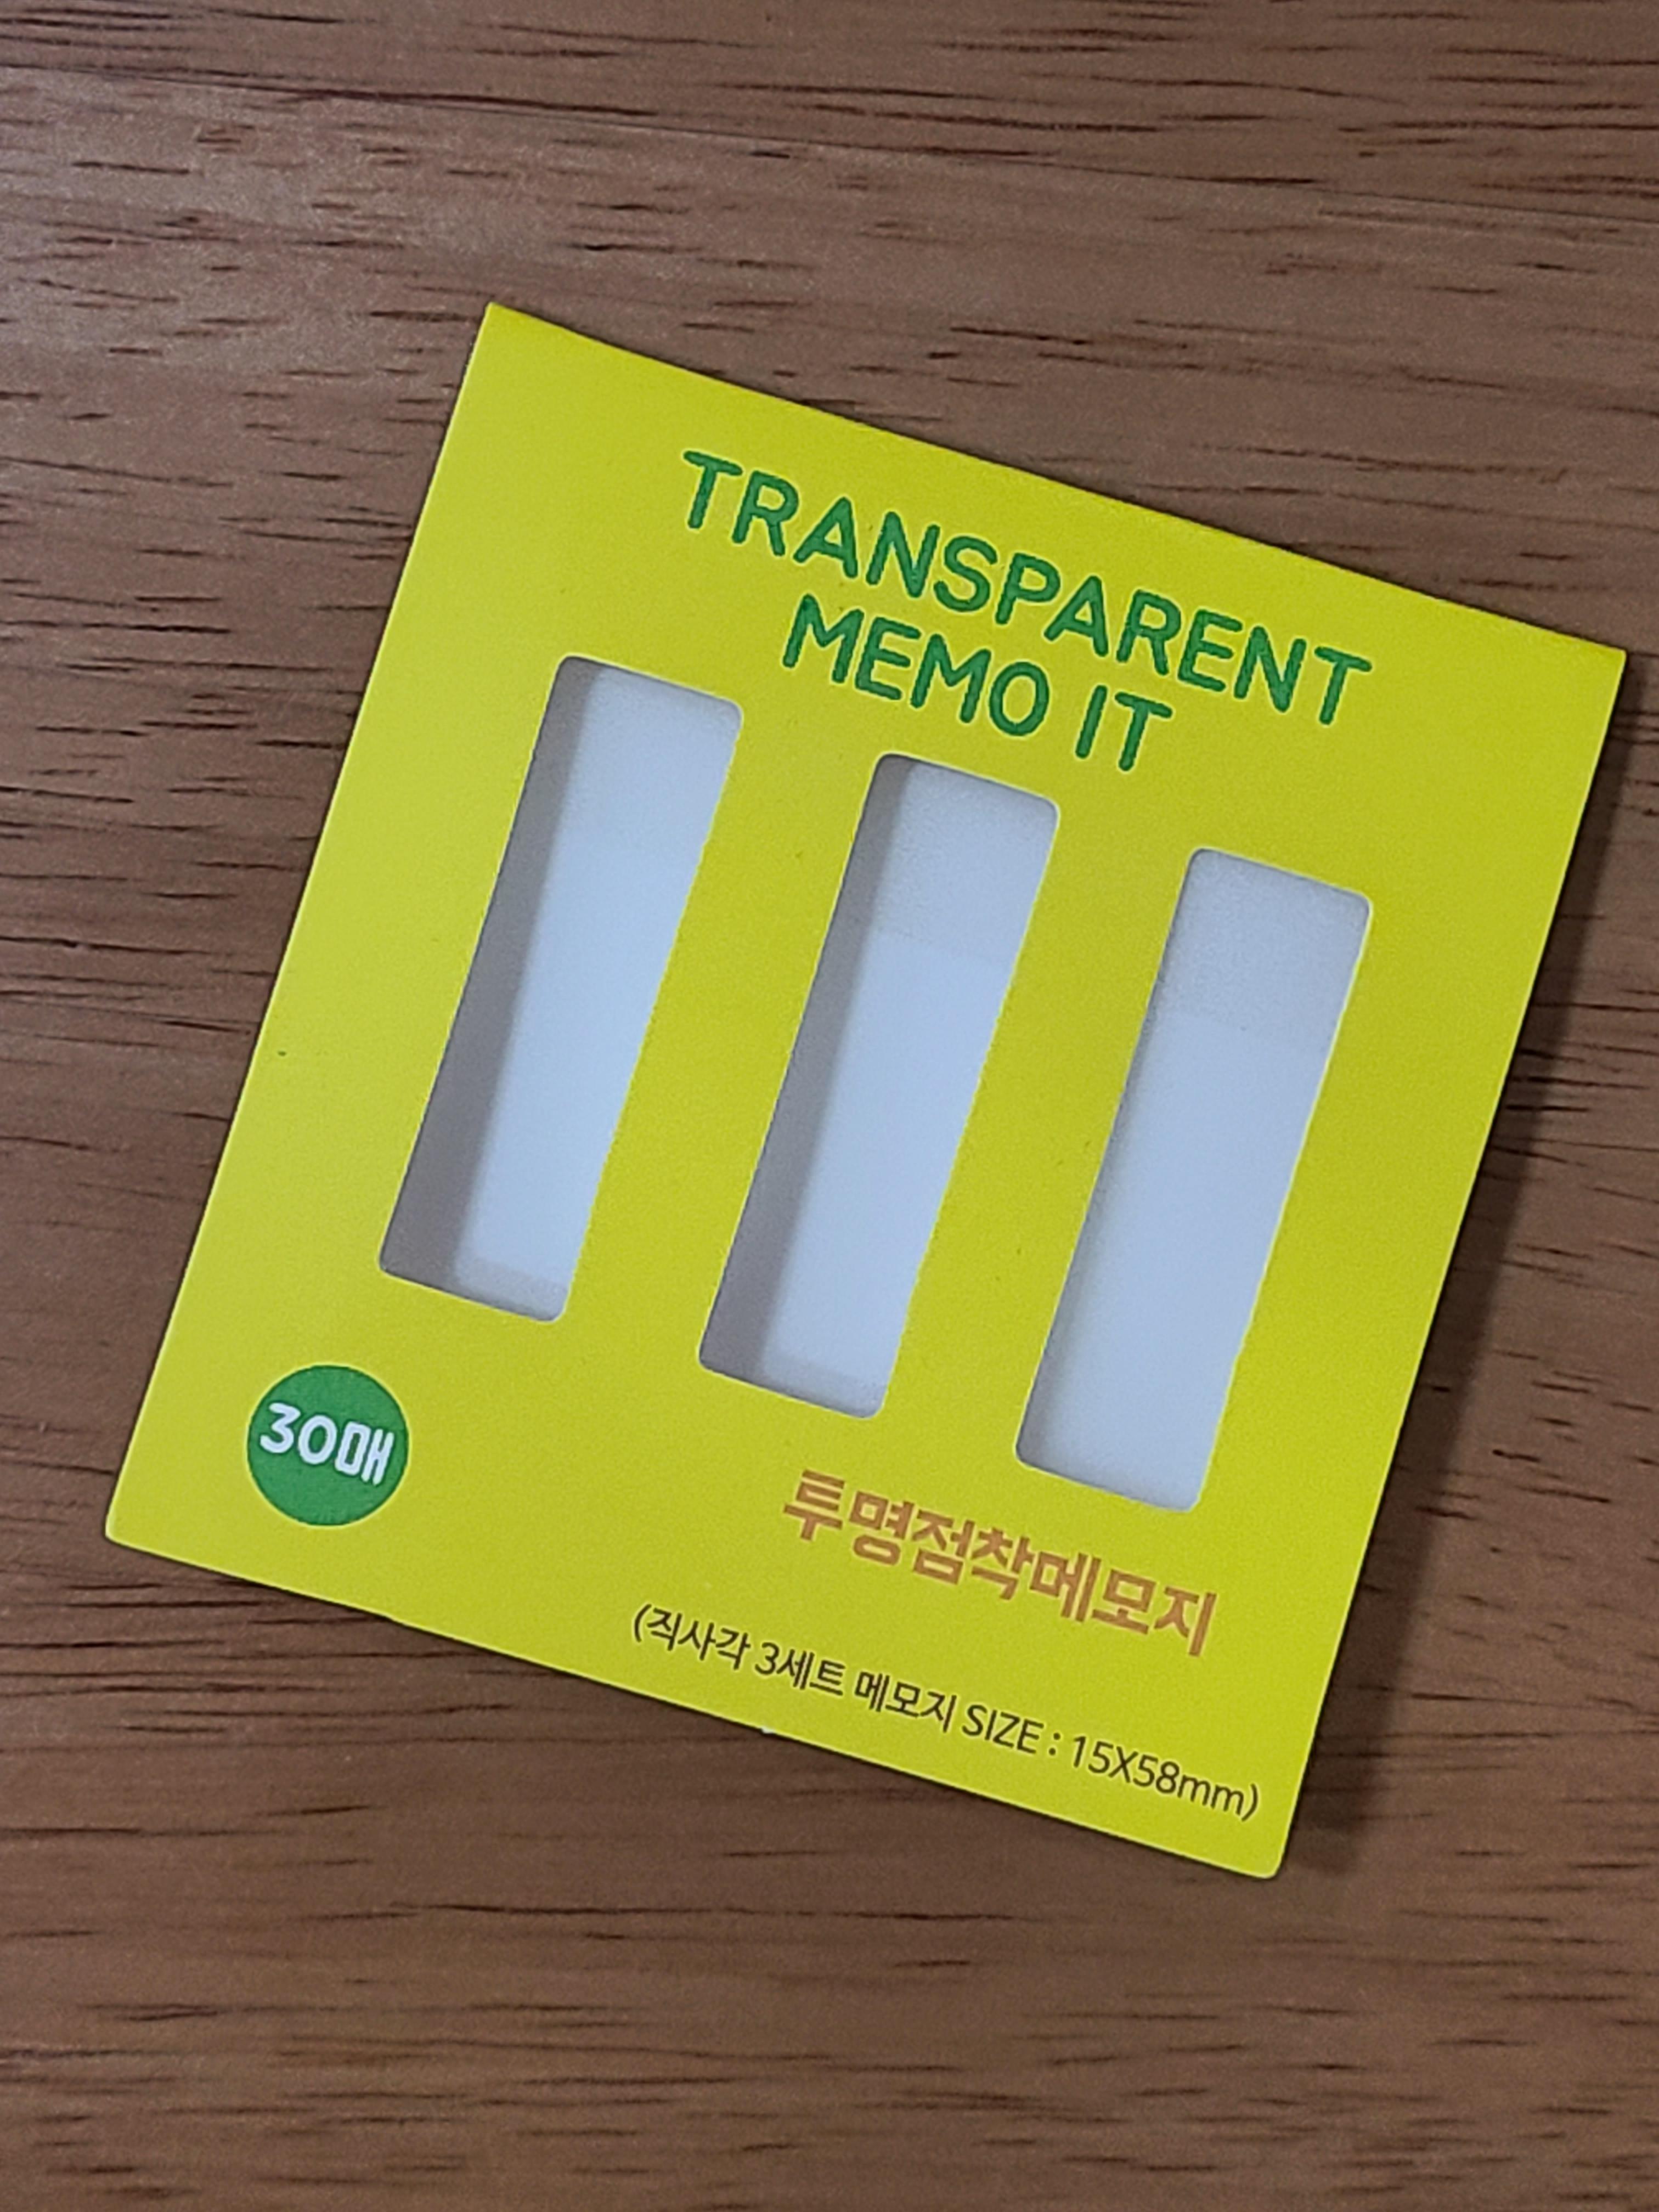 TRANSPARENT
MEMO IT
30매
투명점착메모지
(직사각 3세트 메모지 SIZE : 15X58mm)